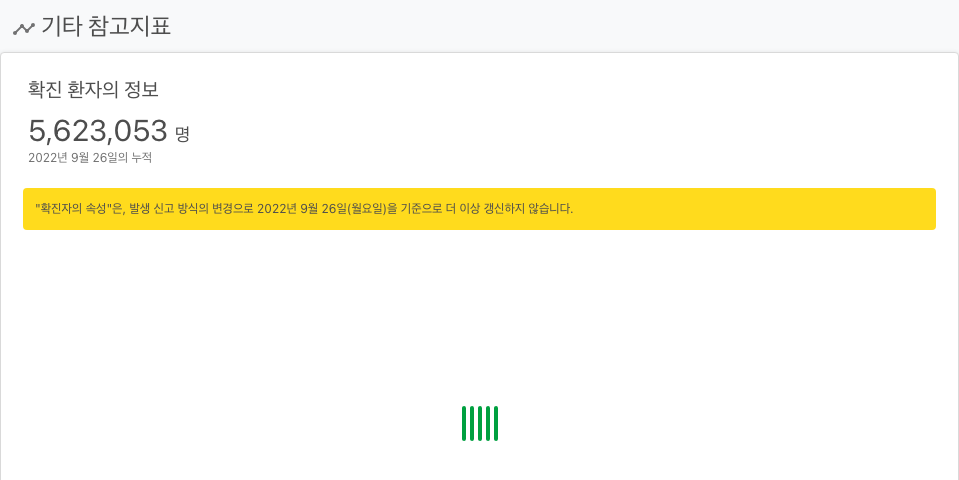 기타 참고지표
확진 환자의 정보
5,623,053 명
2022년 9월 26일의 누적
"확진자의 속성"은, 발생 신고 방식의 변경으로 2022년 9월 26일(월요일)을 기준으로 더 이상 갱신하지 않습니다.